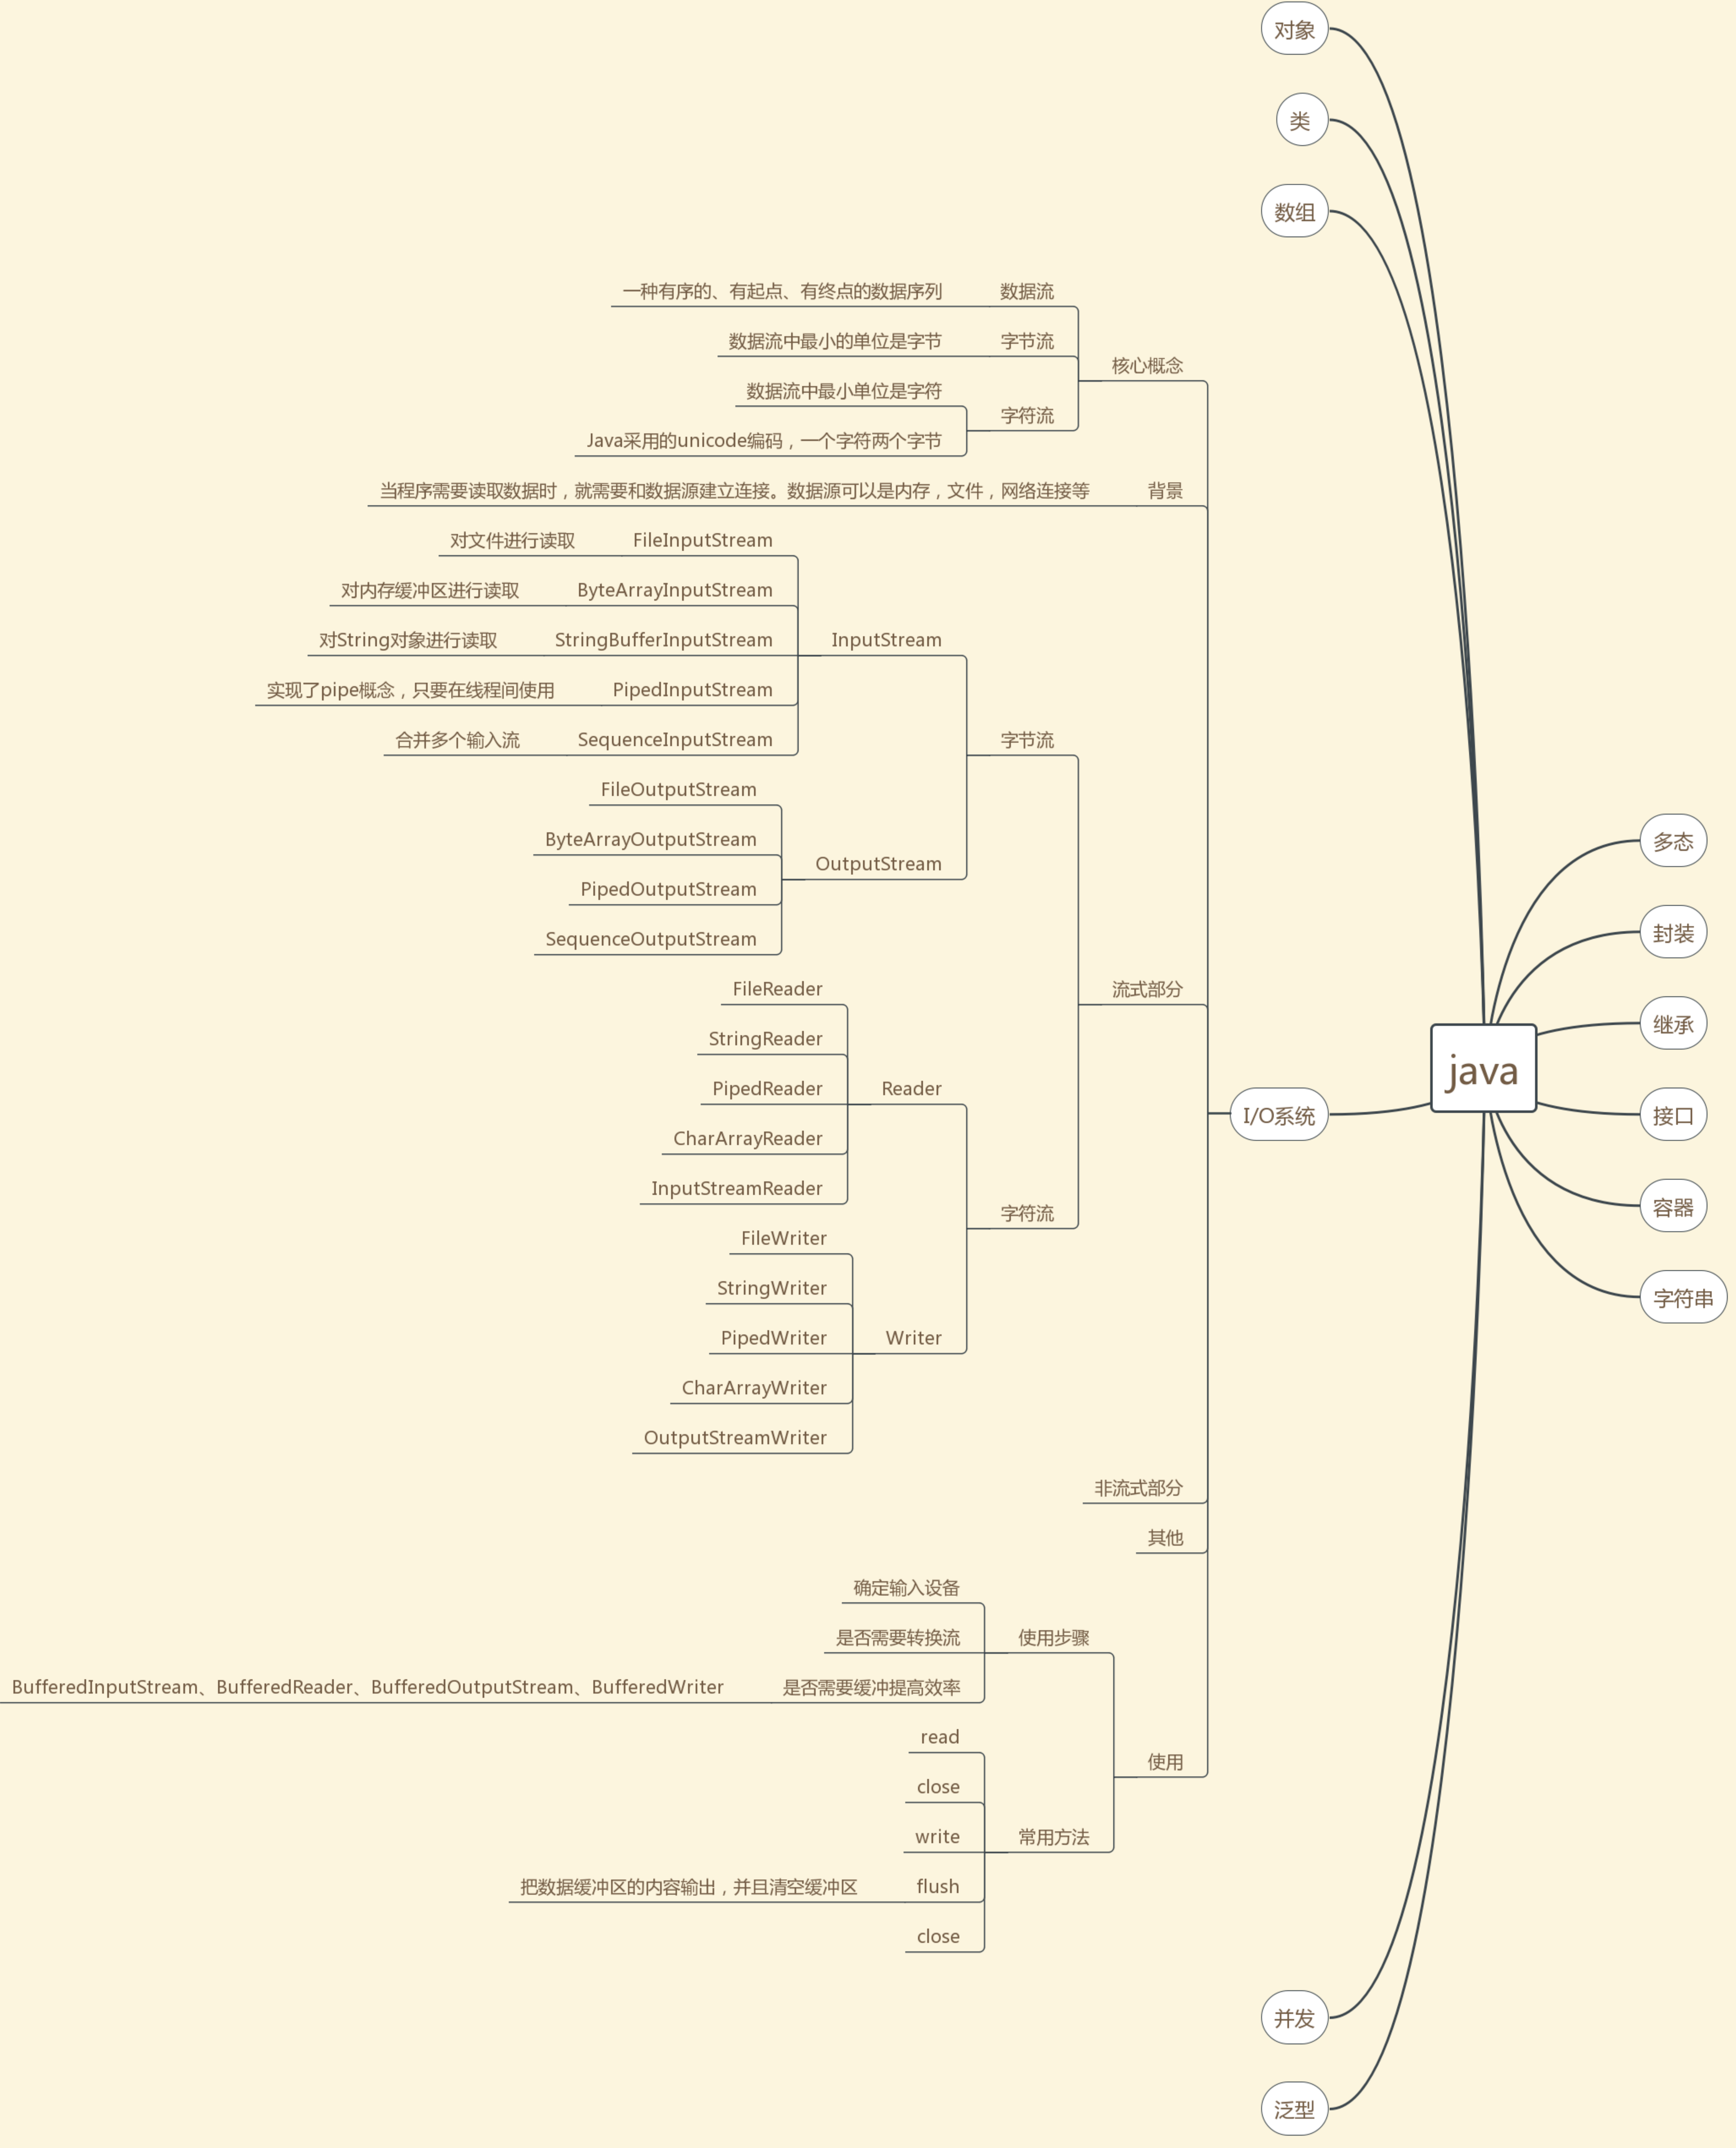 对象
类
数组
一种有序的、有起点、有终点的数据序列 数据流
数据流中最小的单位是字节 字节流
核心概念
数据流中最小单位是字符
字符流
Java采用的unicode编码，一个字符两个字节
当程序需要读取数据时，就需要和数据源建立连接。数据源可以是内存，文件，网络连接等 背景
对文件进行读取 FileInputStream
对内存缓冲区进行读取 ByteArrayInputStream
对String对象进行读取 StringBufferInputStream InputStream
实现了pipe概念，只要在线程间使用 PipedInputStream
合并多个输入流 SequenceInputStream 字节流
FileOutputStream
ByteArrayOutputStream
OutputStream
PipedOutputStream
SequenceOutputStream
FileReader 流式部分
StringReader
PipedReader Reader
CharArrayReader
InputStreamReader
字符流
FileWriter
StringWriter
PipedWriter Writer
CharArrayWriter
OutputStreamWriter
非流式部分
其他
确定输入设备
是否需要转换流 使用步骤
BufferedInputStream、BufferedReader、BufferedOutputStream、BufferedWriter 是否需要缓冲提高效率
read
使用
close
write 常用方法
把数据缓冲区的内容输出，并且清空缓冲区 flush
close
I/O系统
并发
泛型
java
多态
封装
继承
接口
容器
字符串